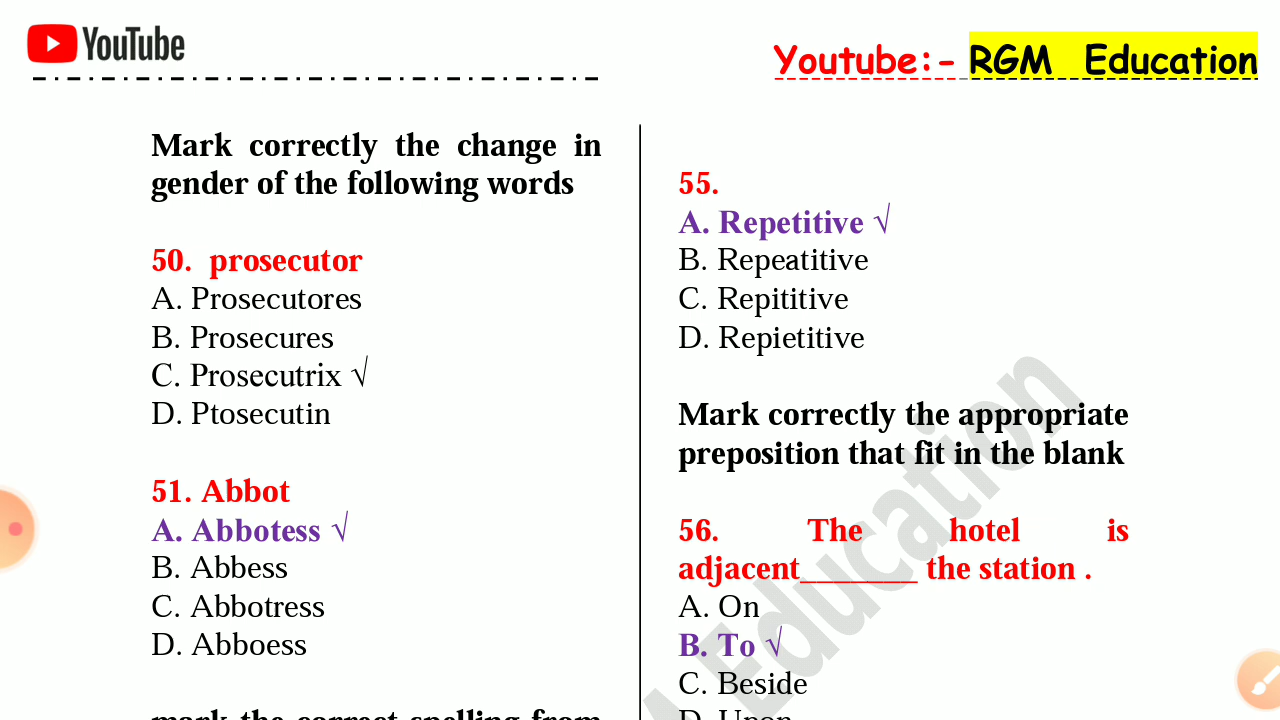 YouTube
Youtube:- RGM Education
Mark correctly the change in
gender of the following words
50. prosecutor
A. Prosecutores
B. Prosecures
C. Prosecutrix √
D. Ptosecutin
51. Abbot
A. Abbotess √
B. Abbess
C. Abbotress
D. Abboess
mark the correct spelling from
55.
A. Repetitive √
B. Repeatitive
C. Repititive
D. Repietitive
Mark correctly the appropriate
preposition that fit in the blank
56. The hotel is
adjacent_______ the station .
A. On
B. To √
C. Beside
D. Upon
Education